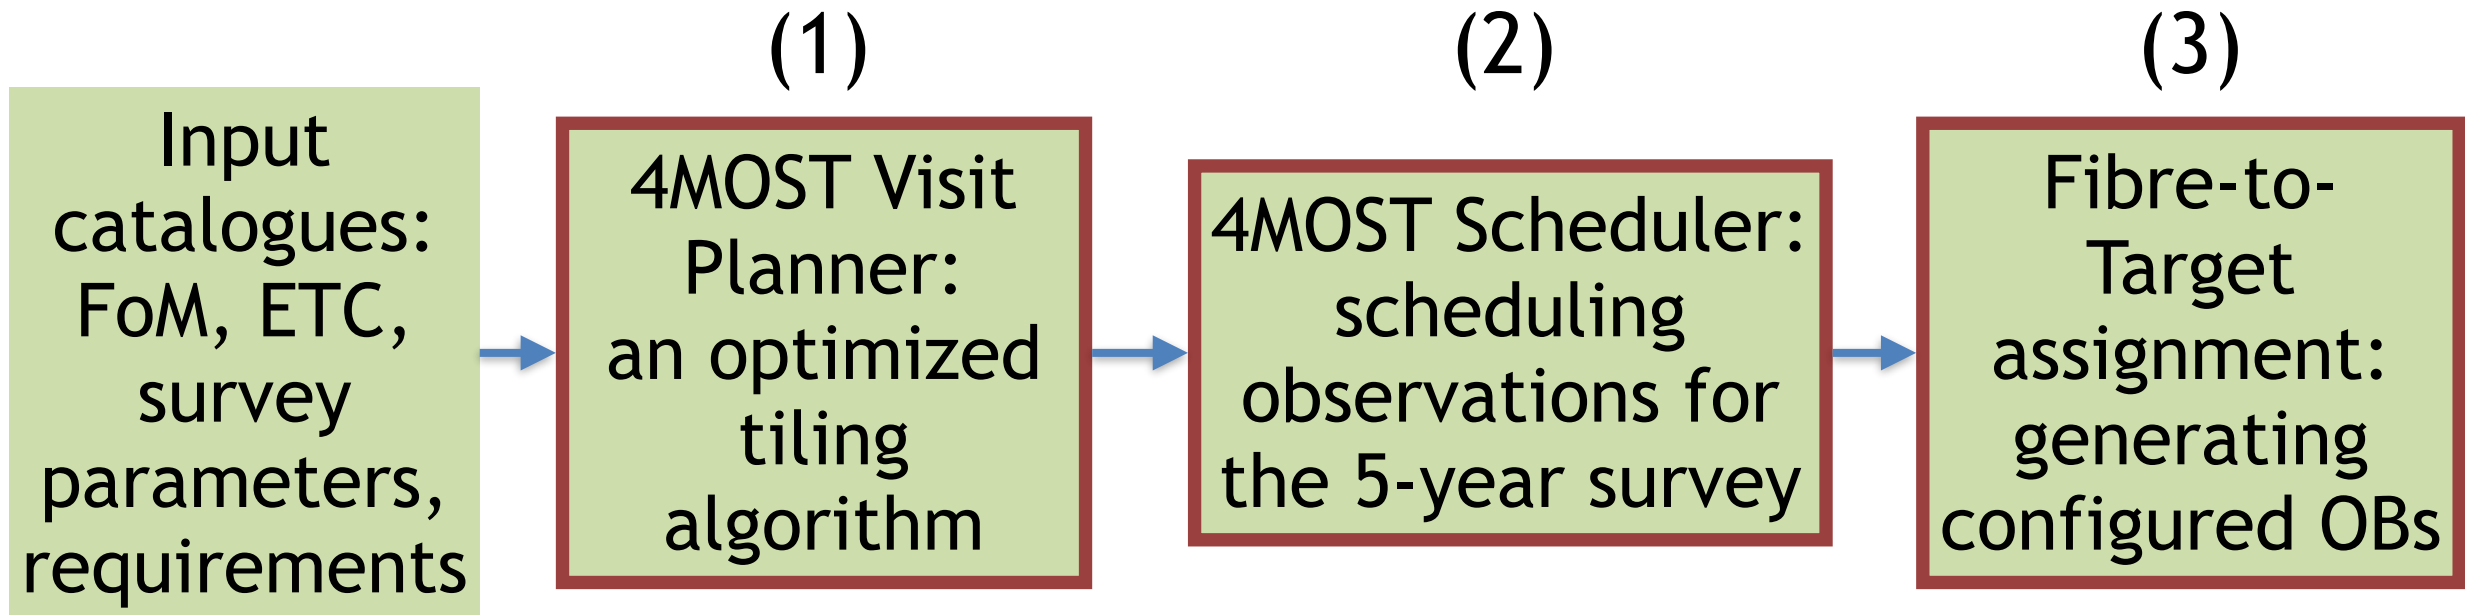 (1)
(2)
(3)
Input
catalogues:
FoM, ETC,
survey
parameters,
requirements
4MOST Visit
Planner:
an optimized
tiling
algorithm
4MOST Scheduler:
scheduling
observations for
the 5-year survey
Fibre-to-
Target
assignment:
generating
configured OBs